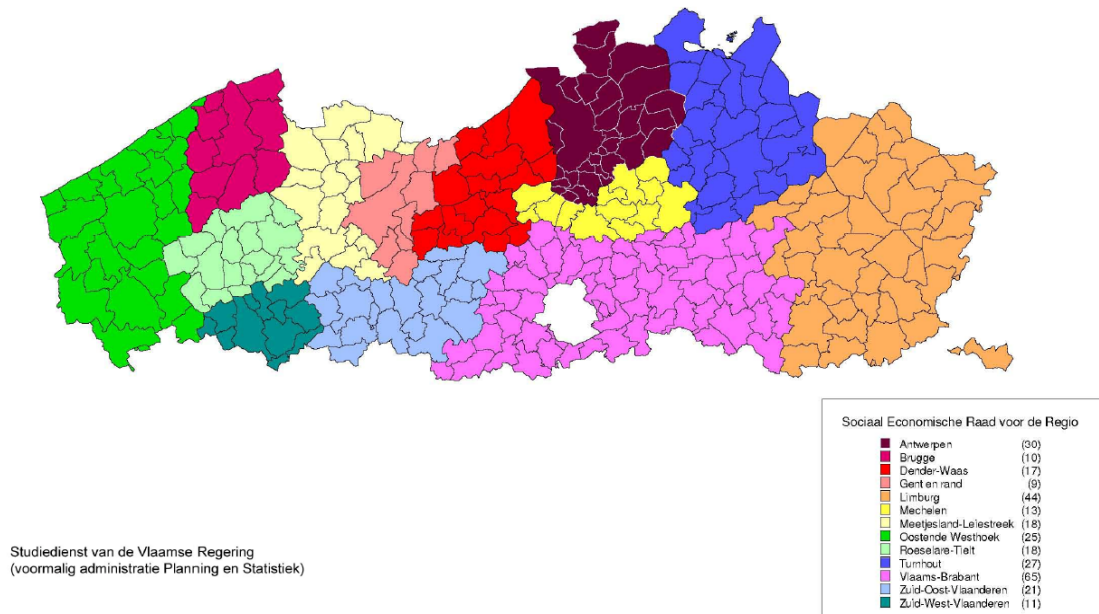 Sociaal Economische Raad voor de Regio
Antwerpen (30)
Brugge (10)
Dender-Waas (17)
Gent en rand (9)
Limburg (44)
Mechelen (13)
Meetjesland-Leiestreek (18)
Oostende Westhoek (25)
Roeselare-Tielt (18)
Turnhout (27)
Vlaams-Brabant (65)
Zuid-Oost-Vlaanderen (21)
Zuid-West-Vlaanderen (11)
Studiedienst van de Vlaamse Regering
(voormalig administratie Planning en Statistiek)